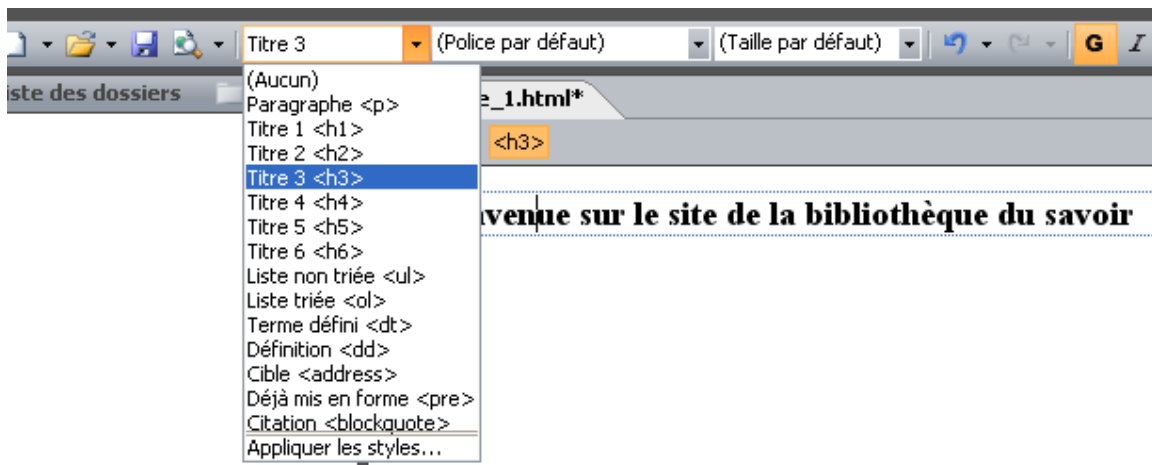 Titre 3 (Police par défaut) (Taille par défaut) G I
iste des dossiers e_1.html*
<h3>
(Aucun)
Paragraphe <p>
Titre 1 <h1>
Titre 2 <h2>
Titre 3 <h3>
Titre 4 <h4>
Titre 5 <h5>
Titre 6 <h6>
Liste non triée <ul>
Liste triée <ol>
Terme défini <dt>
Définition <dd>
Cible <address>
Déjà mis en forme <pre>
Citation <blockquote>
Appliquer les styles...
venue sur le site de la bibliothèque du savoir